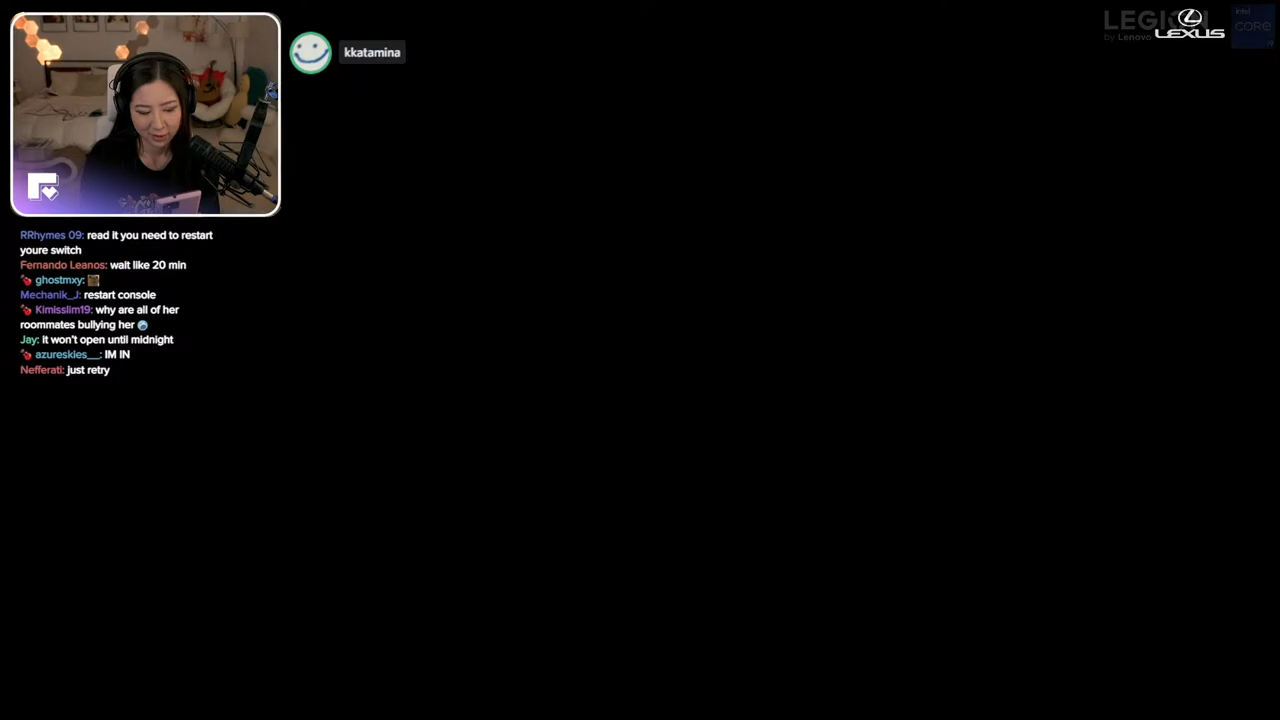 kkatamina
LEGION
by Lenovo
LEXUS
intel
CORE
RRhymes 09: read it you need to restart
youre switch
Fernando Leanos: wait like 20 min
ghostmxy:
Mechanik_J: restart console
Kimisslim19: why are all of her
roommates bullying her
Jay: it won't open until midnight
azureskies__: IM IN
Nefferati: just retry